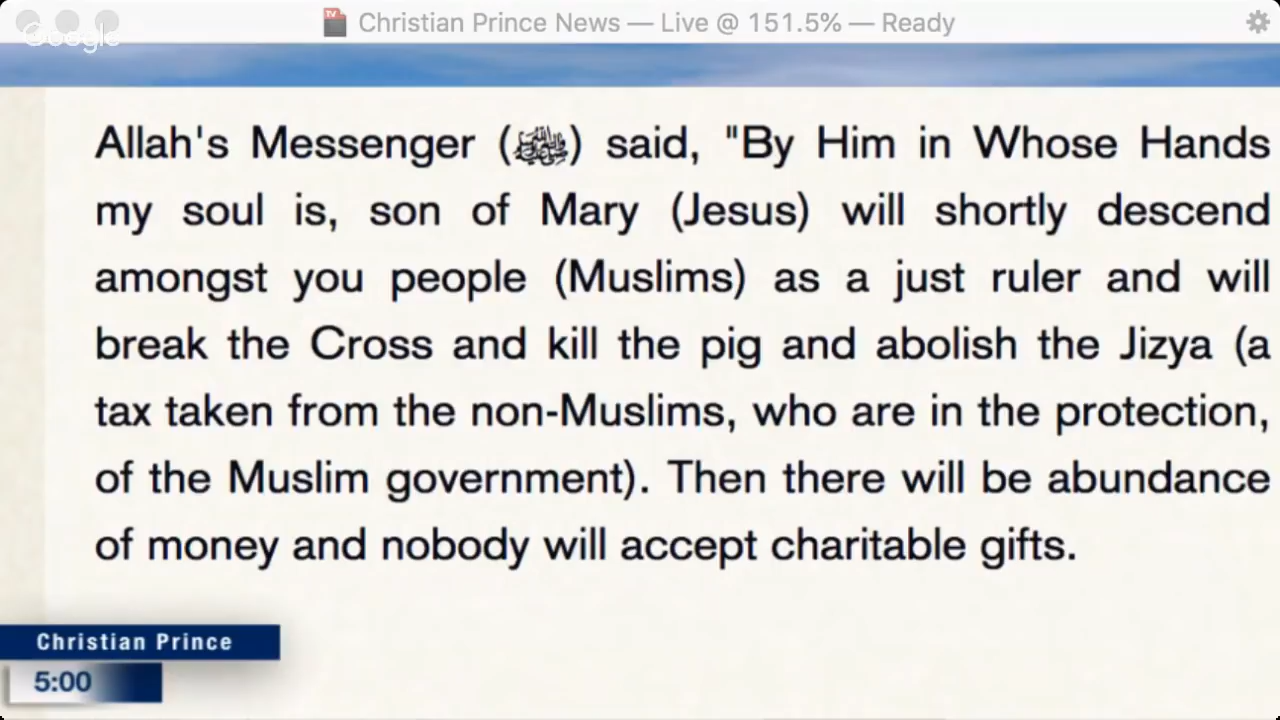 Christian Prince News — Live @ 151.5% — Ready
Google
Allah's Messenger (ﷺ) said, "By Him in Whose Hands
my soul is, son of Mary (Jesus) will shortly descend
amongst you people (Muslims) as a just ruler and will
break the Cross and kill the pig and abolish the Jizya (a
tax taken from the non-Muslims, who are in the protection,
of the Muslim government). Then there will be abundance
of money and nobody will accept charitable gifts.
Christian Prince
5:00